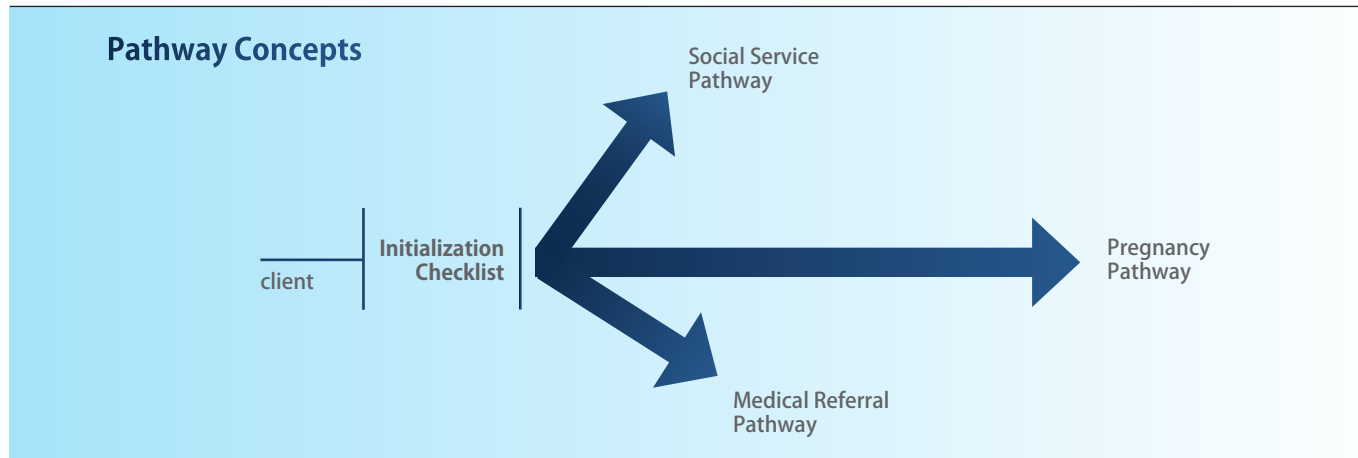 Pathway Concepts
Social Service
Pathway
client
Initialization
Checklist
Pregnancy
Pathway
Medical Referral
Pathway